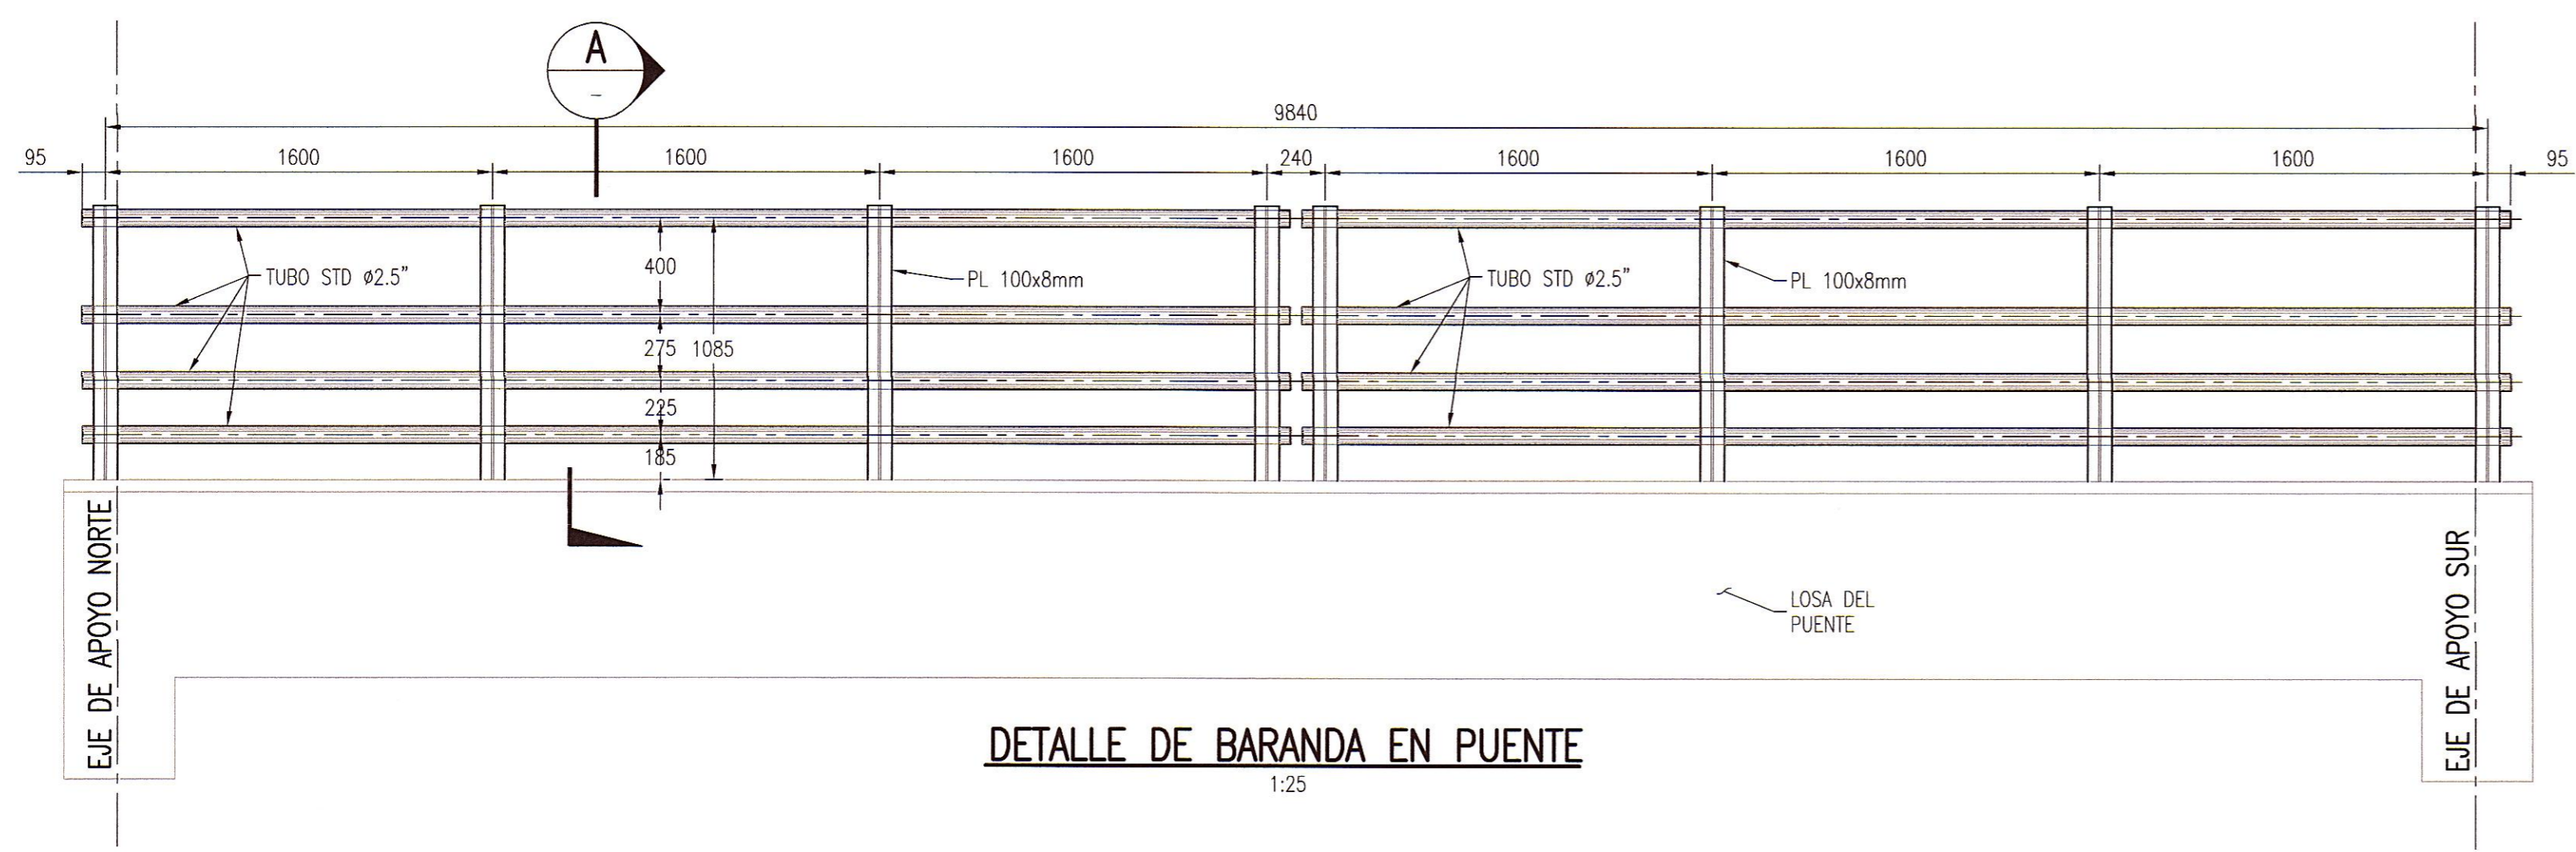 A
-
9840
95 1600 1600 1600 240 1600 1600 1600 95
TUBO STD ø2.5"
400
PL 100x8mm
TUBO STD ø2.5"
PL 100x8mm
275 1085
225
185
EJE DE APOYO NORTE
LOSA DEL
PUENTE
EJE DE APOYO SUR
DETALLE DE BARANDA EN PUENTE
1:25